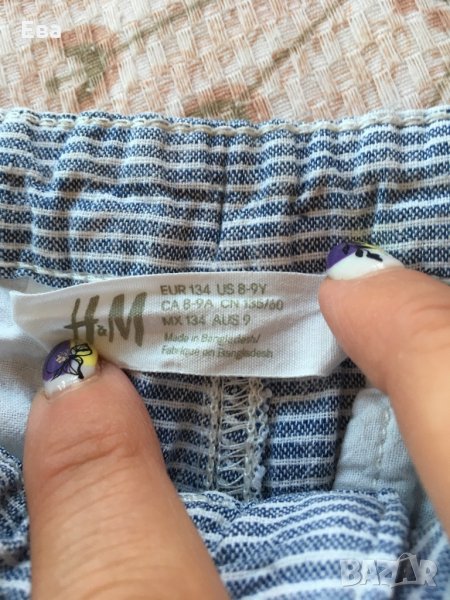 Ева
H&M
EUR 134 US 8-9Y
CA 8-9A CN 135/60
MX 134 AUS 9
Made in Bangladesh/
Fabriqué en Bangladesh
BAZAR